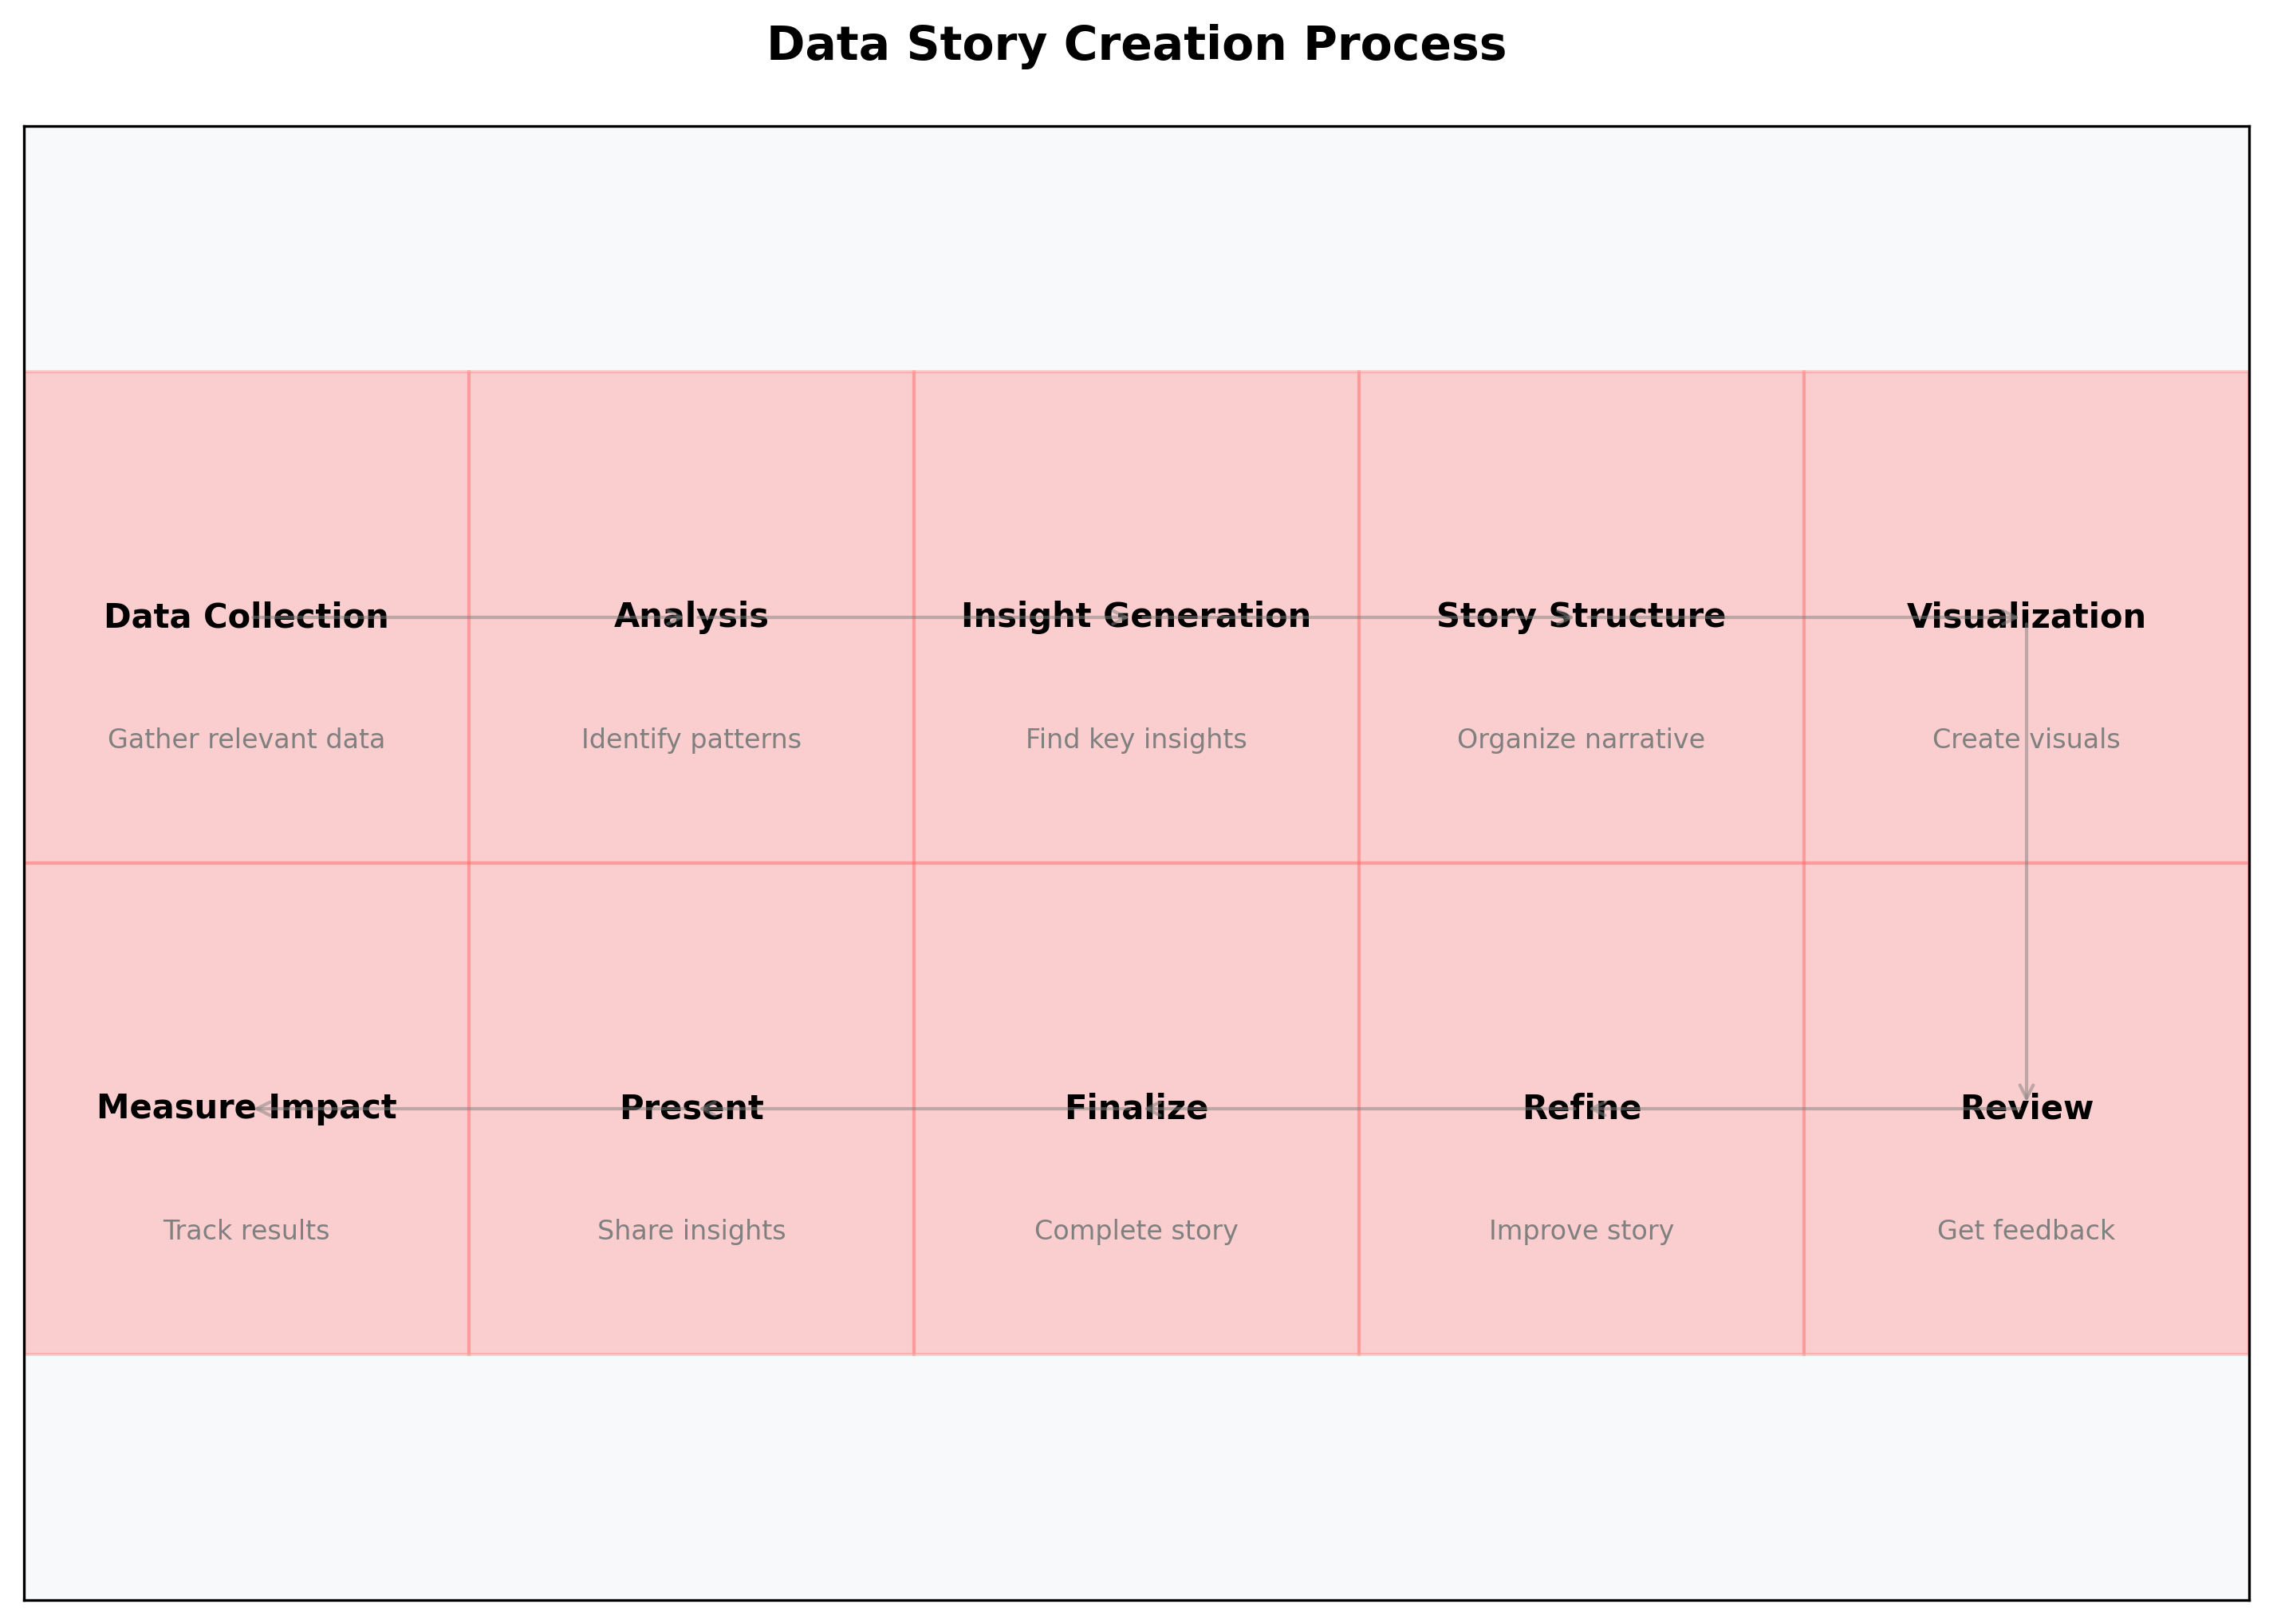 Data Story Creation Process
Data Collection
Analysis
Insight Generation
Story Structure
Visualization
Gather relevant data
Identify patterns
Find key insights
Organize narrative
Create visuals
Measure Impact
Present
Finalize
Refine
Review
Track results
Share insights
Complete story
Improve story
Get feedback